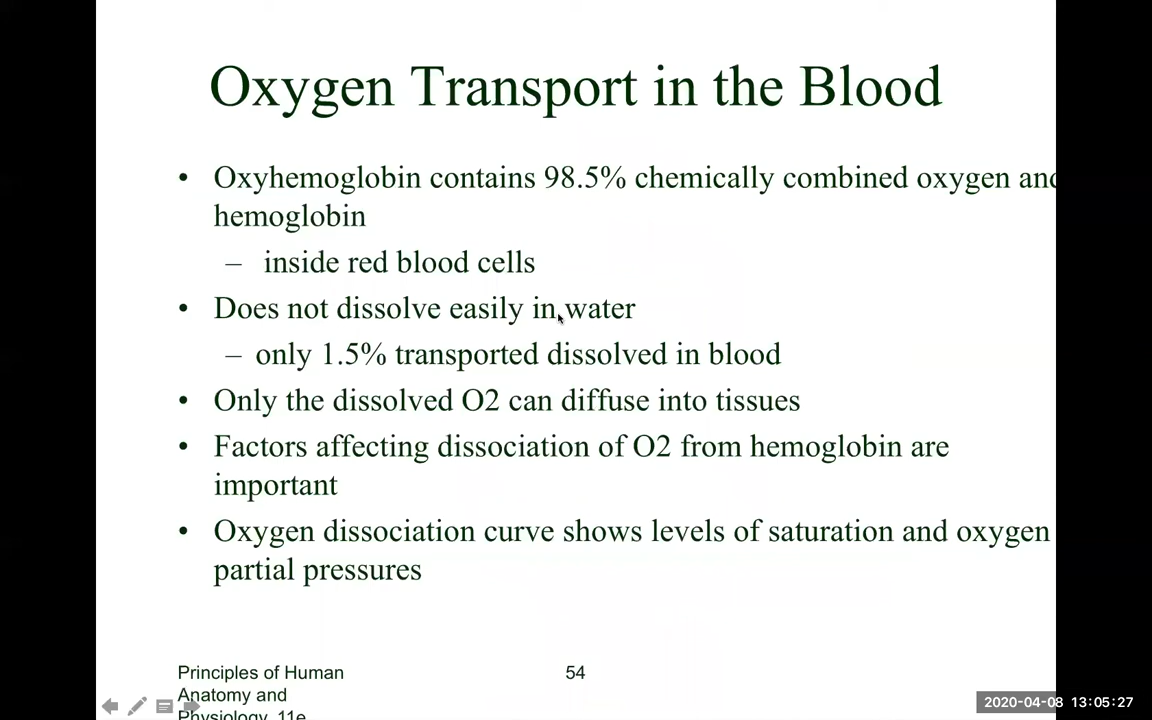 Oxygen Transport in the Blood
• Oxyhemoglobin contains 98.5% chemically combined oxygen and
hemoglobin
– inside red blood cells
• Does not dissolve easily in water
– only 1.5% transported dissolved in blood
• Only the dissolved O2 can diffuse into tissues
• Factors affecting dissociation of O2 from hemoglobin are
important
• Oxygen dissociation curve shows levels of saturation and oxygen
partial pressures
Principles of Human
Anatomy and
Physiology, 11e
54
2020-04-08 13:05:27